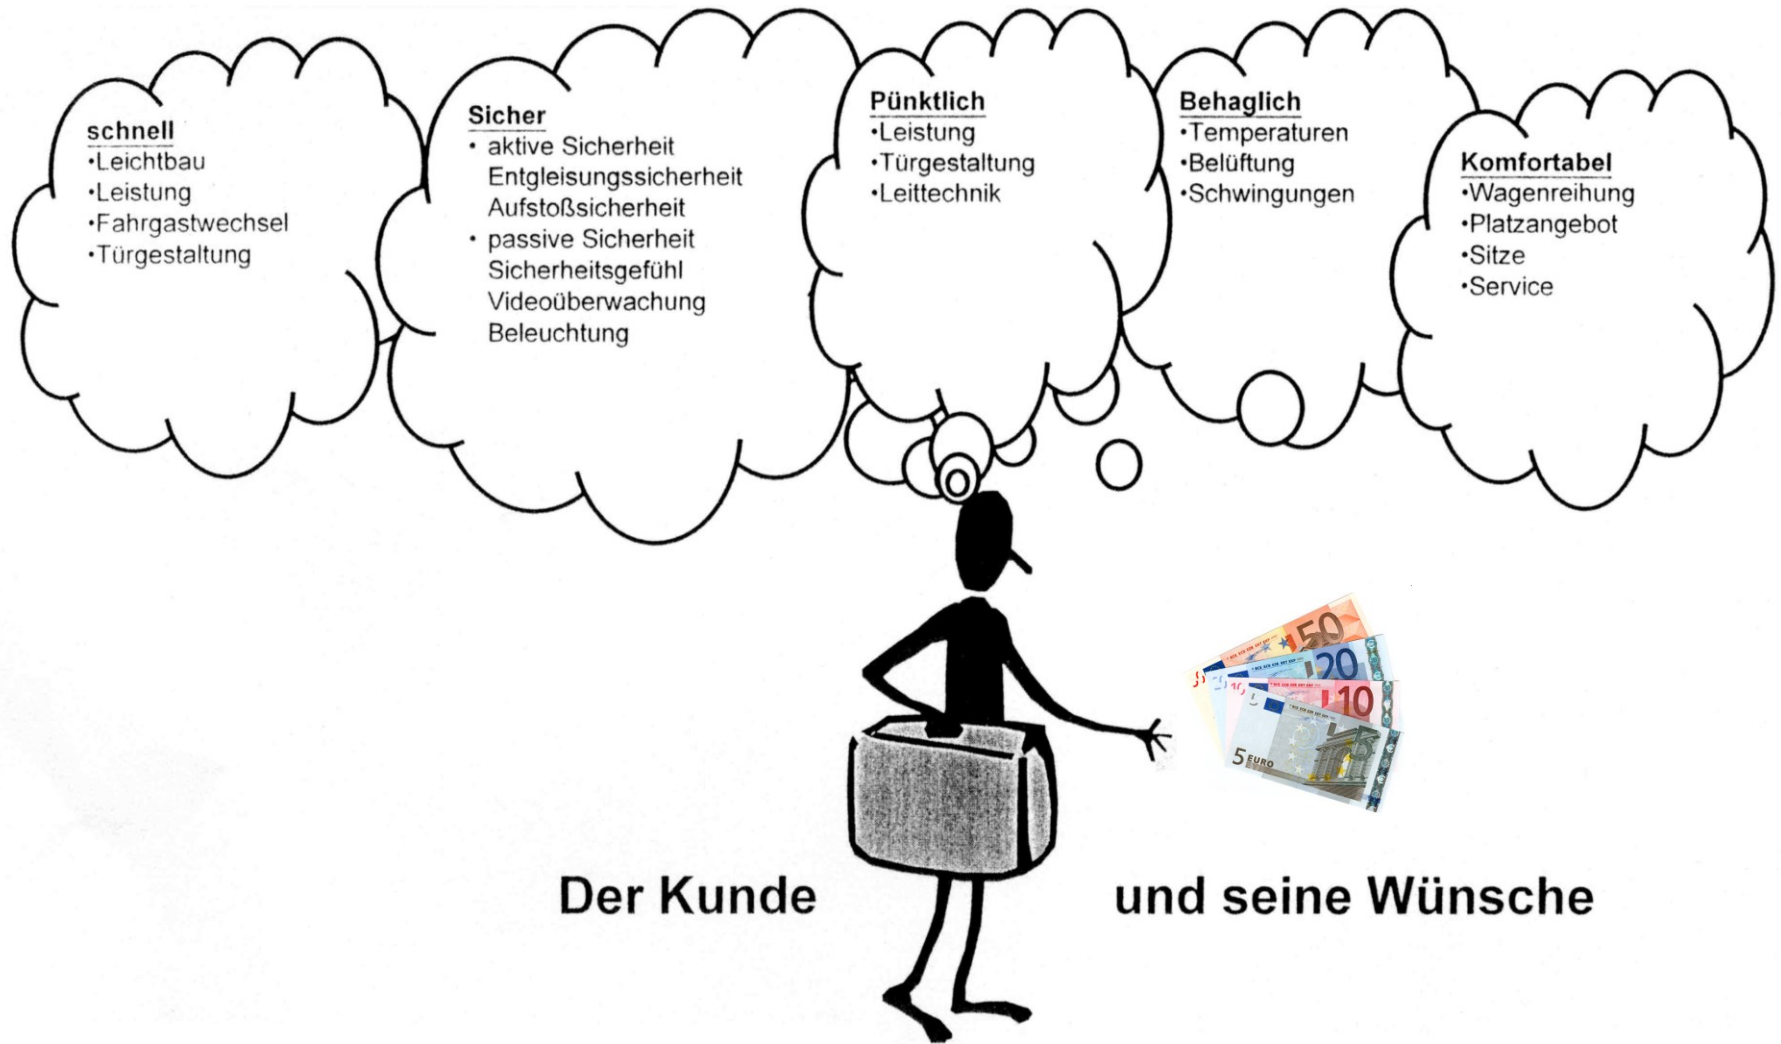 schnell
•Leichtbau
•Leistung
•Fahrgastwechsel
•Türgestaltung
Sicher
• aktive Sicherheit
Entgleisungssicherheit
Aufstoßsicherheit
• passive Sicherheit
Sicherheitsgefühl
Videoüberwachung
Beleuchtung
Pünktlich
•Leistung
•Türgestaltung
•Leittechnik
Behaglich
•Temperaturen
•Belüftung
•Schwingungen
Komfortabel
•Wagenreihung
•Platzangebot
•Sitze
•Service
50
20
10
5 EURO
Der Kunde und seine Wünsche